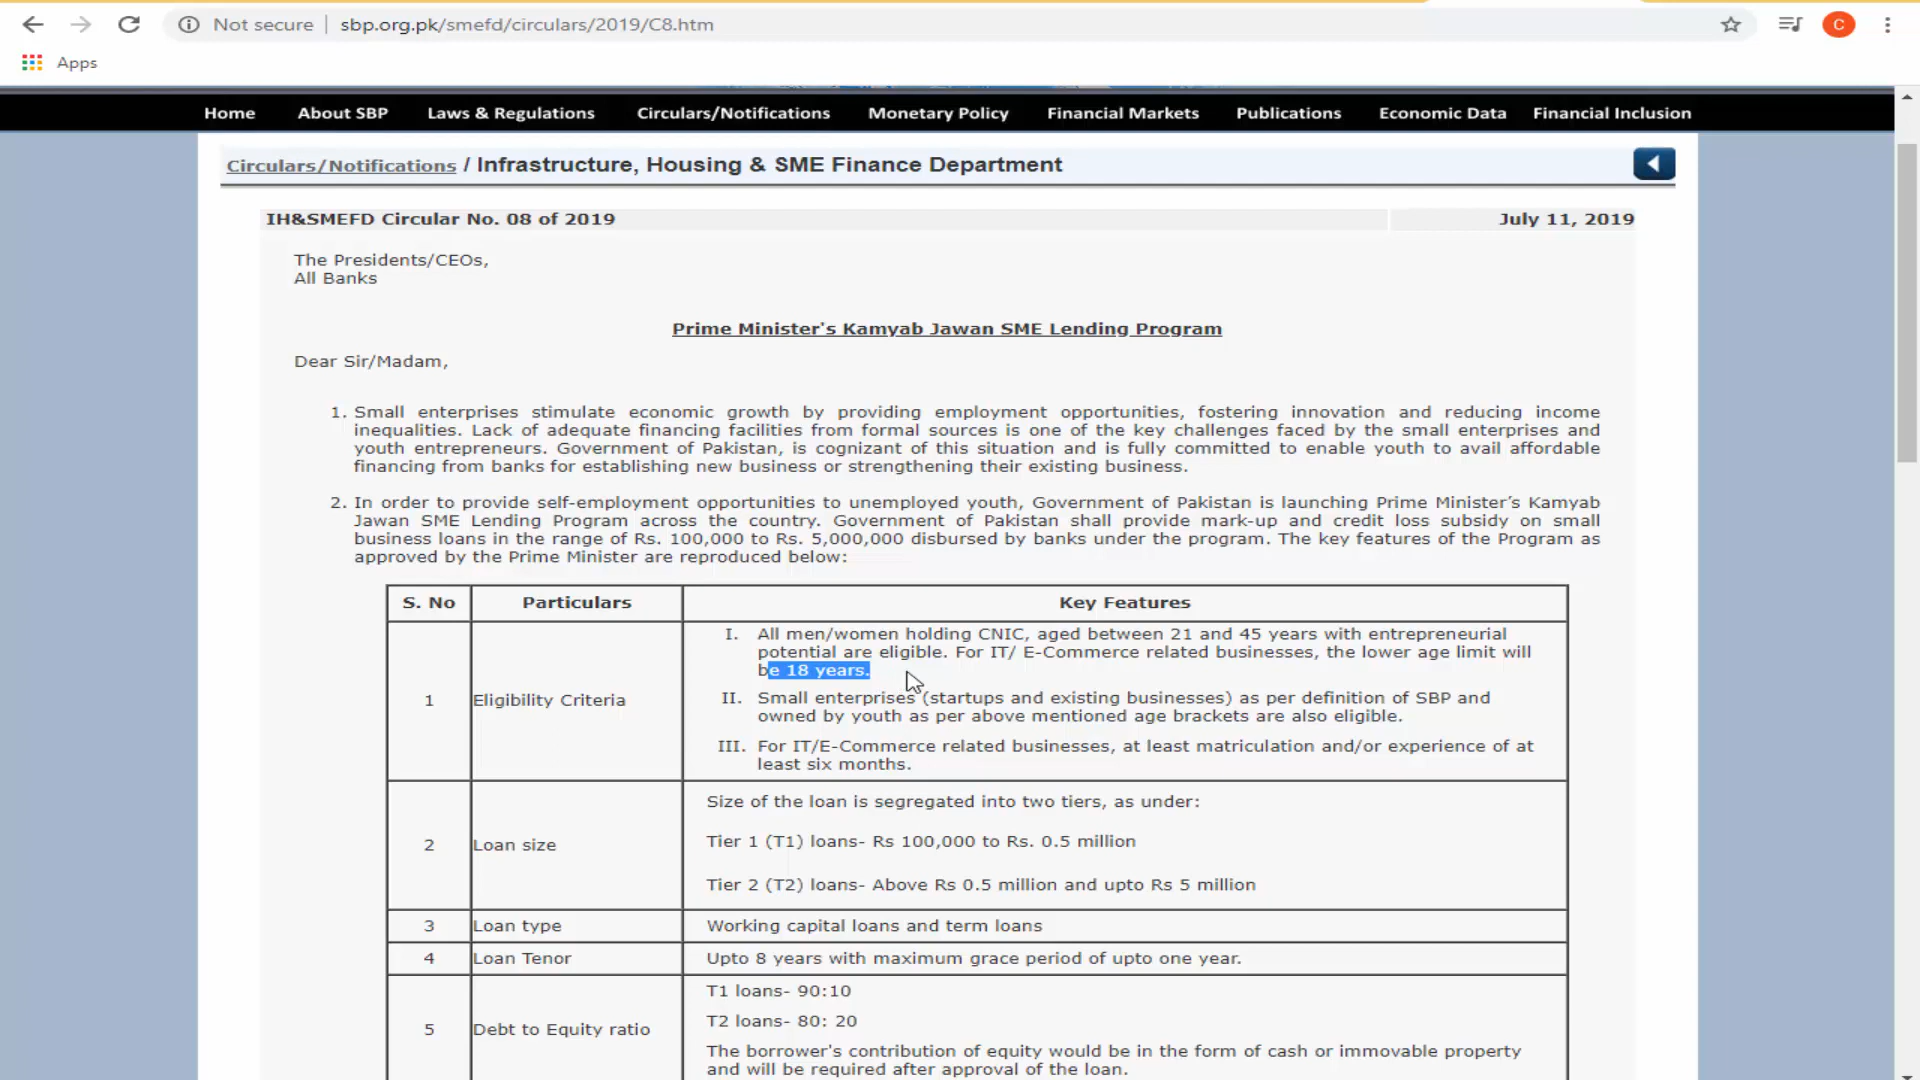 Not secure | sbp.org.pk/smefd/circulars/2019/C8.htm C
Apps
Home About SBP Laws & Regulations Circulars/Notifications Monetary Policy Financial Markets Publications Economic Data Financial Inclusion
Circulars/Notifications / Infrastructure, Housing & SME Finance Department
IH&SMEFD Circular No. 08 of 2019 July 11, 2019
The Presidents/CEOs,
All Banks
Prime Minister's Kamyab Jawan SME Lending Program
Dear Sir/Madam,
1. Small enterprises stimulate economic growth by providing employment opportunities, fostering innovation and reducing income
inequalities. Lack of adequate financing facilities from formal sources is one of the key challenges faced by the small enterprises and
youth entrepreneurs. Government of Pakistan, is cognizant of this situation and is fully committed to enable youth to avail affordable
financing from banks for establishing new business or strengthening their existing business.
2. In order to provide self-employment opportunities to unemployed youth, Government of Pakistan is launching Prime Minister's Kamyab
Jawan SME Lending Program across the country. Government of Pakistan shall provide mark-up and credit loss subsidy on small
business loans in the range of Rs. 100,000 to Rs. 5,000,000 disbursed by banks under the program. The key features of the Program as
approved by the Prime Minister are reproduced below:
S. No Particulars Key Features
1 Eligibility Criteria
I. All men/women holding CNIC, aged between 21 and 45 years with entrepreneurial
potential are eligible. For IT/ E-Commerce related businesses, the lower age limit will
be 18 years.
II. Small enterprises (startups and existing businesses) as per definition of SBP and
owned by youth as per above mentioned age brackets are also eligible.
III. For IT/E-Commerce related businesses, at least matriculation and/or experience of at
least six months.
2 Loan size
Size of the loan is segregated into two tiers, as under:
Tier 1 (T1) loans- Rs 100,000 to Rs. 0.5 million
Tier 2 (T2) loans- Above Rs 0.5 million and upto Rs 5 million
3 Loan type Working capital loans and term loans
4 Loan Tenor Upto 8 years with maximum grace period of upto one year.
5 Debt to Equity ratio
T1 loans- 90:10
T2 loans- 80: 20
The borrower's contribution of equity would be in the form of cash or immovable property
and will be required after approval of the loan.